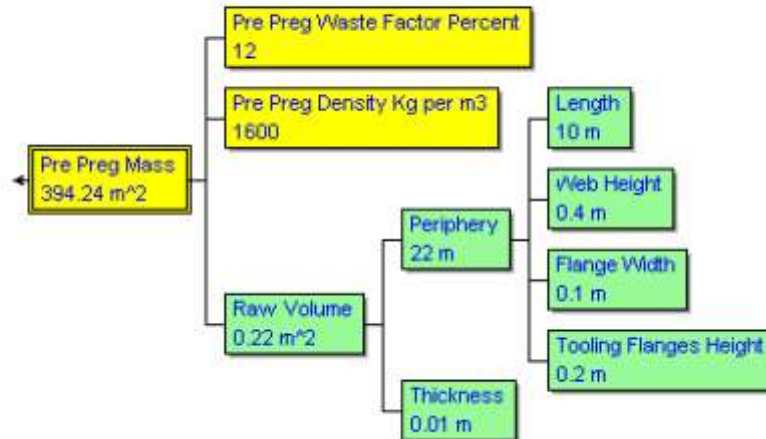 Pre Preg Waste Factor Percent
12
Pre Preg Density Kg per m3
1600
Length
10 m
Pre Preg Mass
394.24 m^2
Web Height
0.4 m
Periphery
22 m
Flange Width
0.1 m
Raw Volume
0.22 m^2
Tooling Flanges Height
0.2 m
Thickness
0.01 m